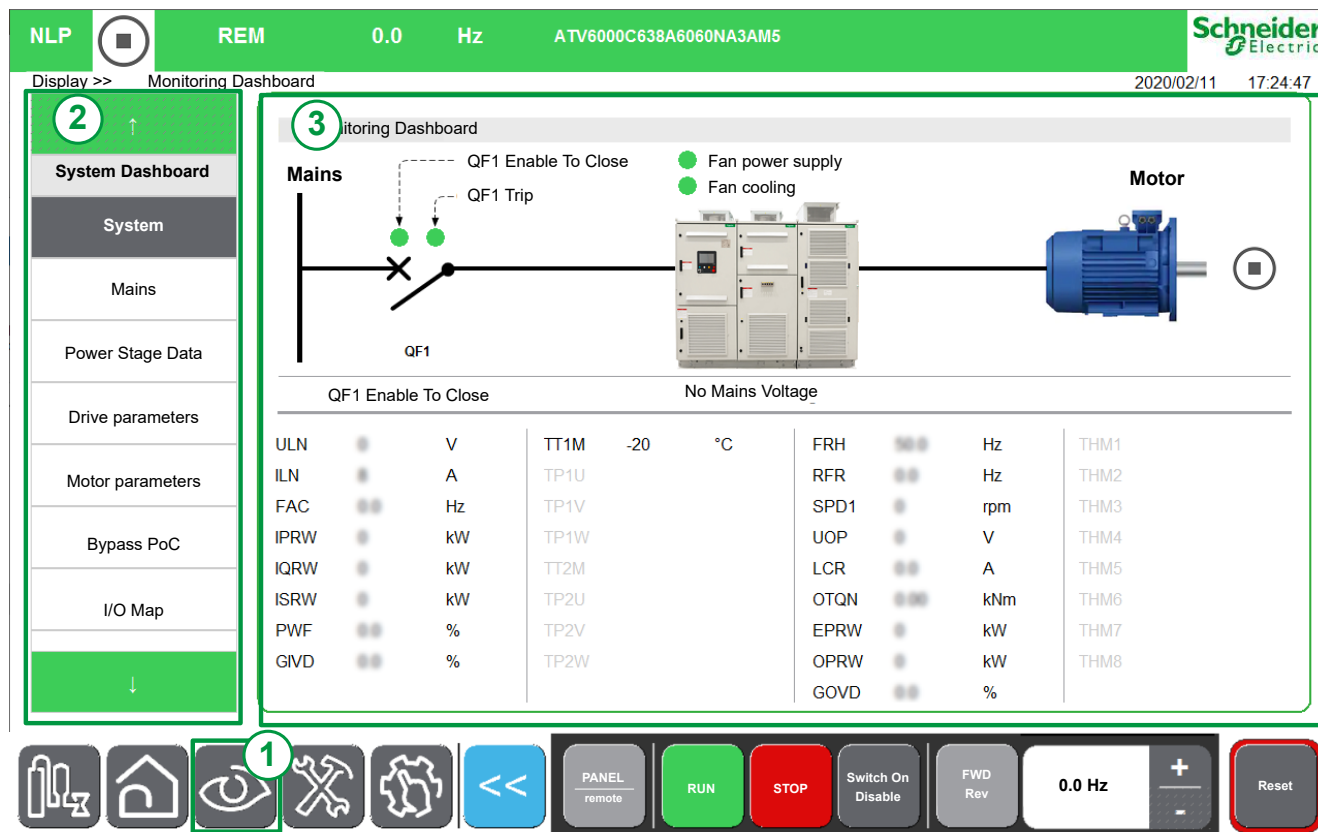 NLP REM 0.0 Hz ATV6000C638A6060NA3AM5 Schneider Electric
Display >> Monitoring Dashboard 2020/02/11 17:24:47
2
↑
System Dashboard
System
Mains
Power Stage Data
Drive parameters
Motor parameters
Bypass PoC
I/O Map
↓
3 itoring Dashboard
QF1 Enable To Close Fan power supply
Mains QF1 Trip Fan cooling Motor
QF1
QF1 Enable To Close No Mains Voltage
ULN V TT1M -20 °C FRH Hz THM1
ILN A TP1U RFR Hz THM2
FAC Hz TP1V SPD1 rpm THM3
IPRW kW TP1W UOP V THM4
IQRW kW TT2M LCR A THM5
ISRW kW TP2U OTQN kNm THM6
PWF % TP2V EPRW kW THM7
GIVD % TP2W OPRW kW THM8
GOVD %
1
<< PANEL remote RUN STOP Switch On Disable FWD Rev 0.0 Hz + - Reset